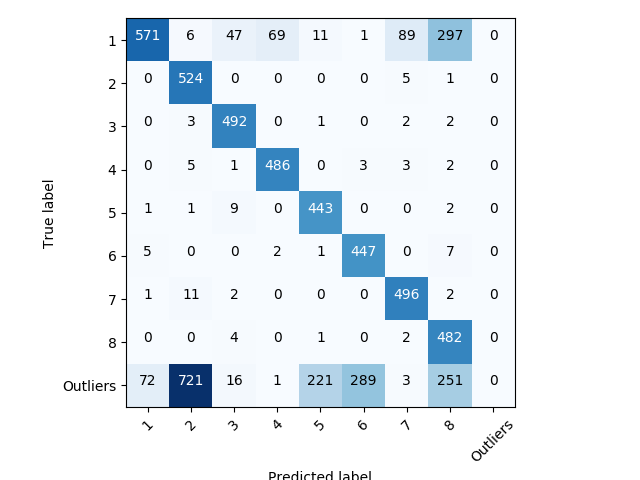 1 571 6 47 69 11 1 89 297 0
2 0 524 0 0 0 0 5 1 0
3 0 3 492 0 1 0 2 2 0
4 0 5 1 486 0 3 3 2 0
5 1 1 9 0 443 0 0 2 0
6 5 0 0 2 1 447 0 7 0
7 1 11 2 0 0 0 496 2 0
8 0 0 4 0 1 0 2 482 0
Outliers 72 721 16 1 221 289 3 251 0
1 2 3 4 5 6 7 8 Outliers
True label
Predicted label